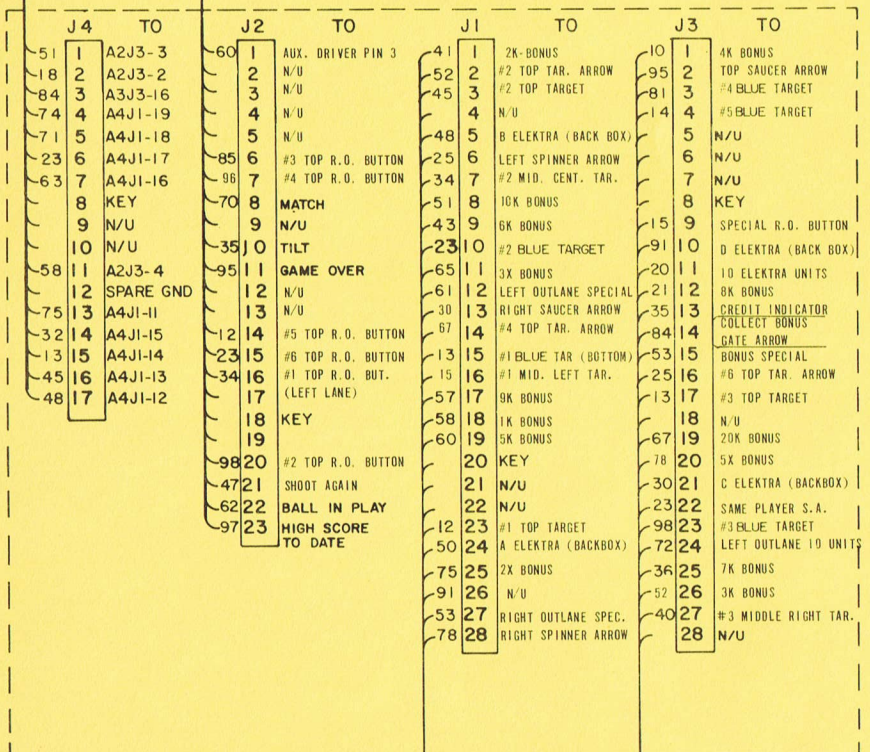 J4 TO
51 1 A2J3-3
18 2 A2J3-2
84 3 A3J3-16
74 4 A4J1-19
71 5 A4J1-18
23 6 A4J1-17
63 7 A4J1-16
8 KEY
9 N/U
10 N/U
58 11 A2J3-4
12 SPARE GND
75 13 A4J1-11
32 14 A4J1-15
13 15 A4J1-14
45 16 A4J1-13
48 17 A4J1-12
J2 TO
60 1 AUX. DRIVER PIN 3
2 N/U
3 N/U
4 N/U
5 N/U
85 6 #3 TOP R.O. BUTTON
96 7 #4 TOP R.O. BUTTON
70 8 MATCH
9 N/U
35 10 TILT
95 11 GAME OVER
12 N/U
13 N/U
12 14 #5 TOP R.O. BUTTON
23 15 #6 TOP R.O. BUTTON
34 16 #1 TOP R.O. BUT.
17 (LEFT LANE)
18 KEY
19
98 20 #2 TOP R.O. BUTTON
47 21 SHOOT AGAIN
62 22 BALL IN PLAY
97 23 HIGH SCORE
TO DATE
J1 TO
41 1 2K-BONUS
52 2 #2 TOP TAR. ARROW
45 3 #2 TOP TARGET
4 N/U
48 5 B ELEKTRA (BACK BOX)
25 6 LEFT SPINNER ARROW
34 7 #2 MID. CENT. TAR.
51 8 10K BONUS
43 9 6K BONUS
23 10 #2 BLUE TARGET
65 11 3X BONUS
61 12 LEFT OUTLANE SPECIAL
30 13 RIGHT SAUCER ARROW
67 14 #4 TOP TAR. ARROW
13 15 #1 BLUE TAR (BOTTOM)
15 16 #1 MID. LEFT TAR.
57 17 9K BONUS
58 18 1K BONUS
60 19 5K BONUS
20 KEY
21 N/U
22 N/U
12 23 #1 TOP TARGET
50 24 A ELEKTRA (BACKBOX)
75 25 2X BONUS
91 26 N/U
53 27 RIGHT OUTLANE SPEC.
78 28 RIGHT SPINNER ARROW
J3 TO
10 1 4K BONUS
95 2 TOP SAUCER ARROW
81 3 #4 BLUE TARGET
14 4 #5 BLUE TARGET
5 N/U
6 N/U
7 N/U
8 KEY
15 9 SPECIAL R.O. BUTTON
91 10 D ELEKTRA (BACK BOX)
20 11 10 ELEKTRA UNITS
21 12 8K BONUS
35 13 CREDIT INDICATOR
84 14 COLLECT BONUS
GATE ARROW
53 15 BONUS SPECIAL
25 16 #6 TOP TAR. ARROW
13 17 #3 TOP TARGET
18 N/U
67 19 20K BONUS
78 20 5X BONUS
30 21 C ELEKTRA (BACKBOX)
23 22 SAME PLAYER S.A.
98 23 #3 BLUE TARGET
72 24 LEFT OUTLANE 10 UNITS
36 25 7K BONUS
52 26 3K BONUS
40 27 #3 MIDDLE RIGHT TAR.
28 N/U